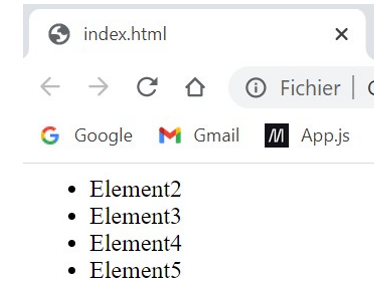 index.html
Fichier
Google Gmail App.js
Element2
Element3
Element4
Element5